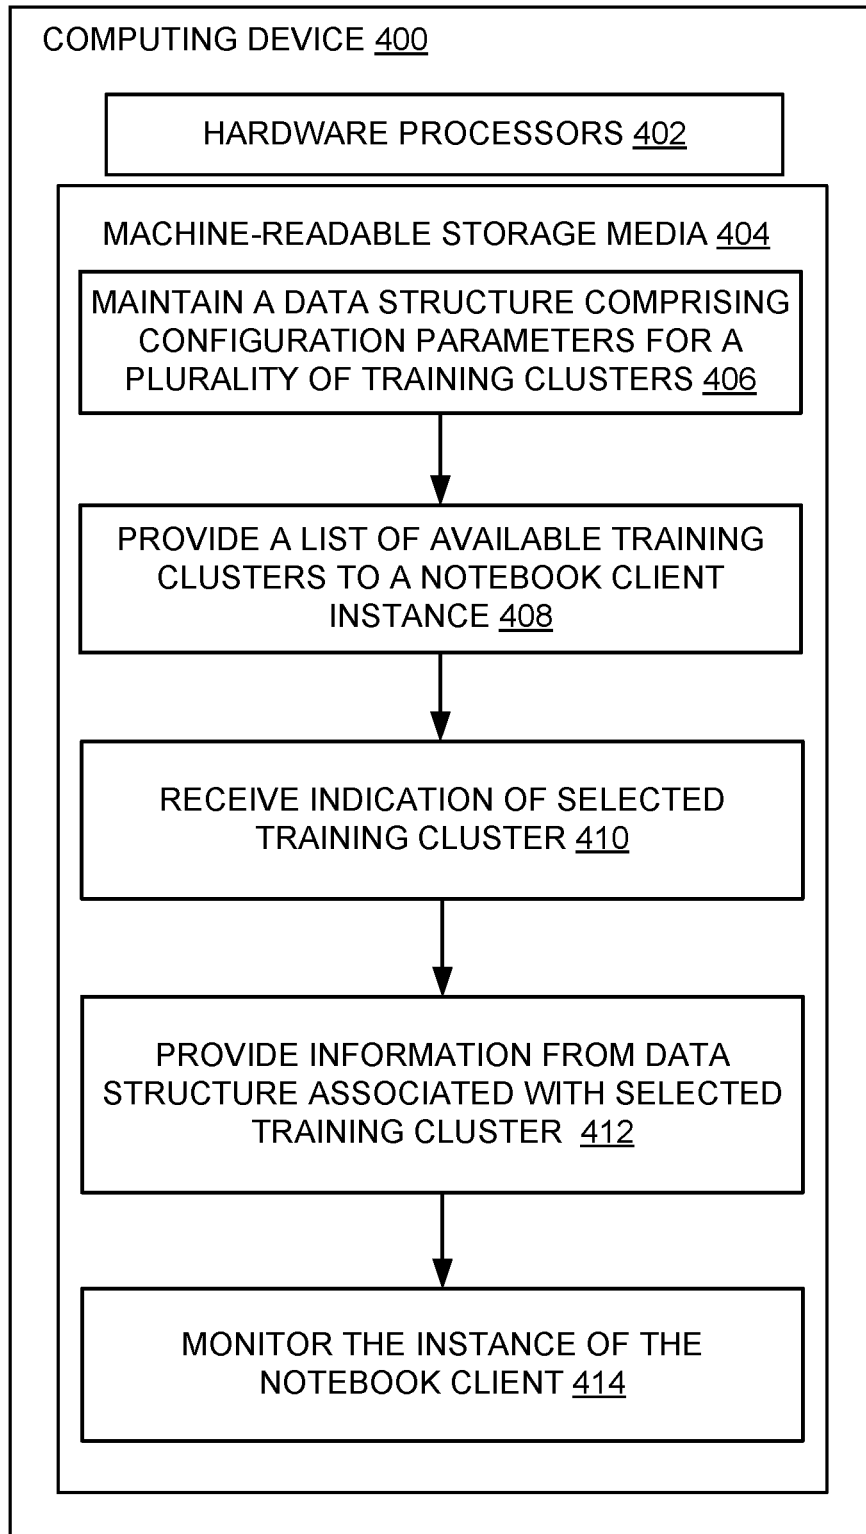 COMPUTING DEVICE 400
HARDWARE PROCESSORS 402
MACHINE-READABLE STORAGE MEDIA 404
MAINTAIN A DATA STRUCTURE COMPRISING
CONFIGURATION PARAMETERS FOR A
PLURALITY OF TRAINING CLUSTERS 406
PROVIDE A LIST OF AVAILABLE TRAINING
CLUSTERS TO A NOTEBOOK CLIENT
INSTANCE 408
RECEIVE INDICATION OF SELECTED
TRAINING CLUSTER 410
PROVIDE INFORMATION FROM DATA
STRUCTURE ASSOCIATED WITH SELECTED
TRAINING CLUSTER 412
MONITOR THE INSTANCE OF THE
NOTEBOOK CLIENT 414